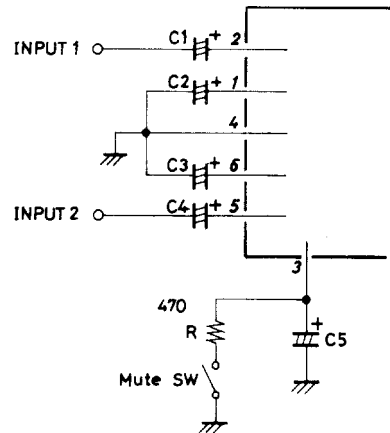 INPUT 1
C1
+
2
C2
+
1
4
C3
+
6
INPUT 2
C4
+
5
3
470
R
+
C5
Mute SW